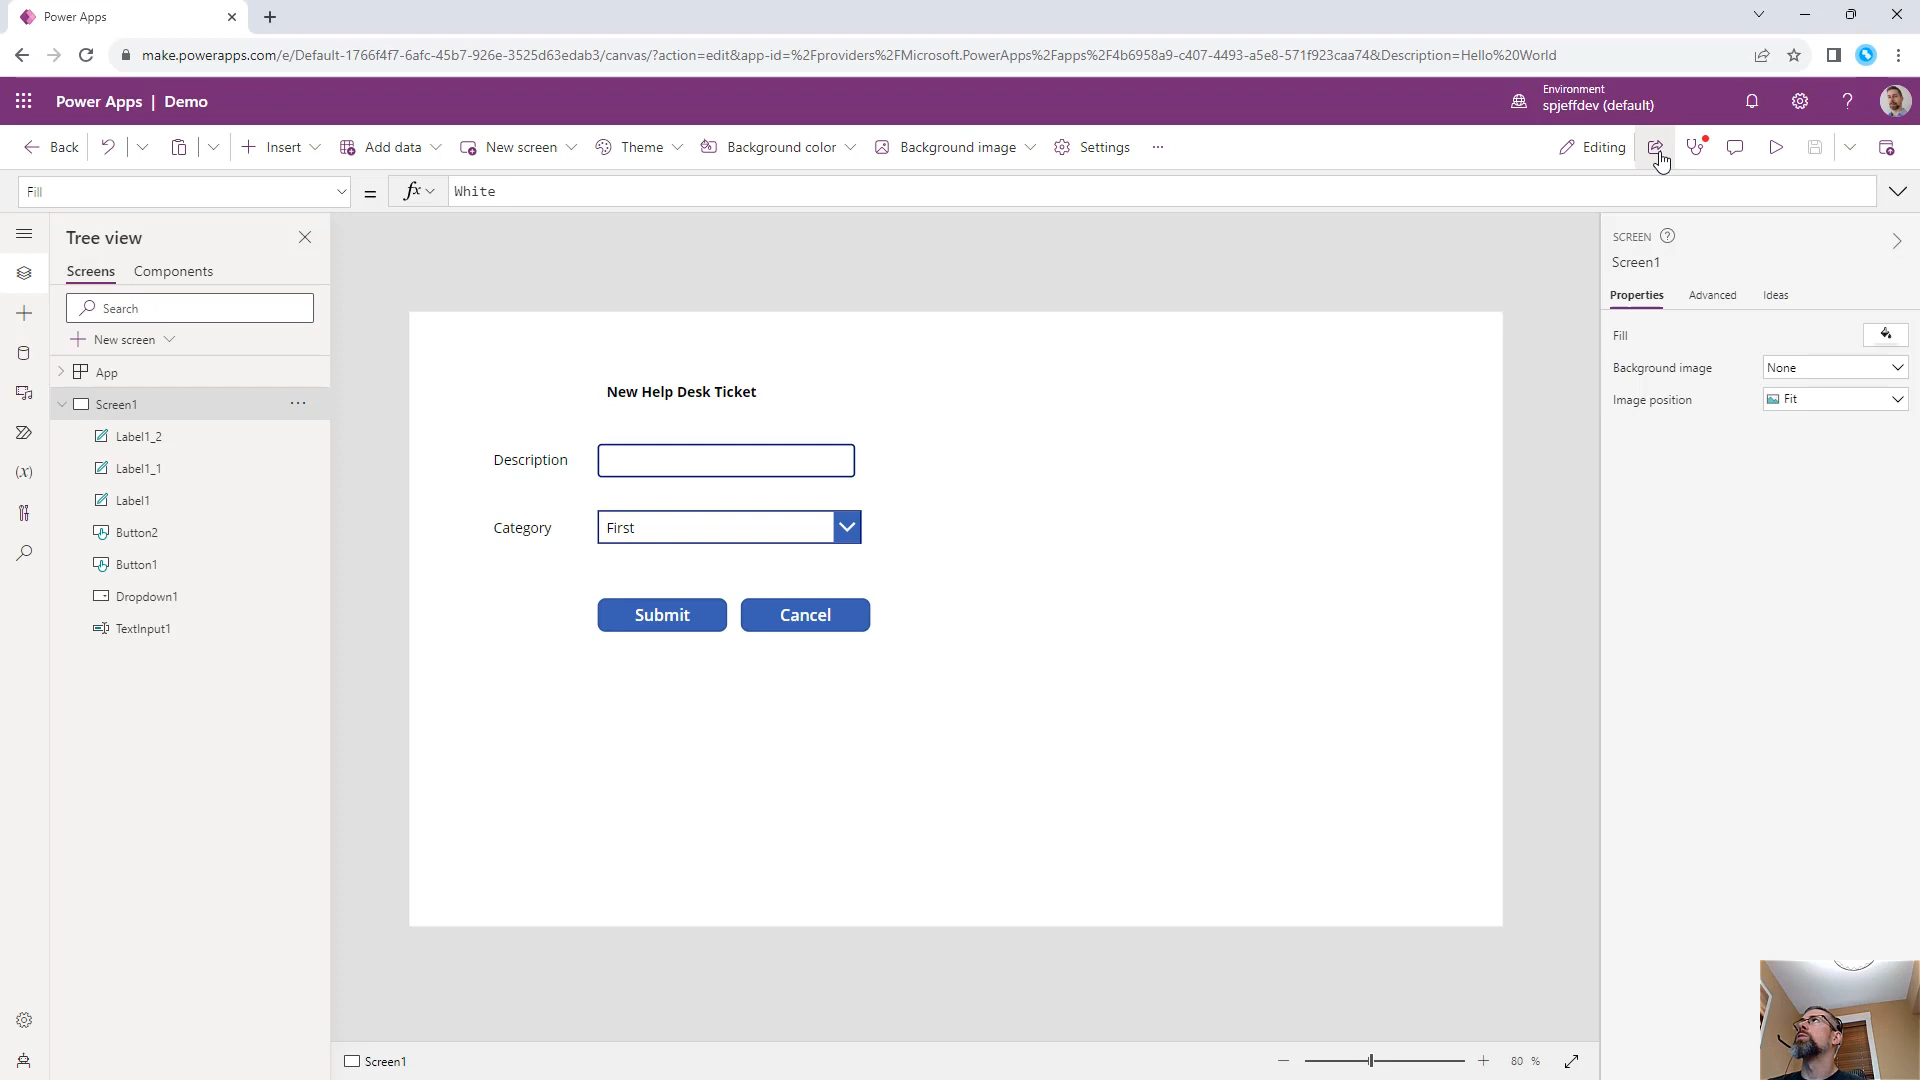 Power Apps
make.powerapps.com/e/Default-1766f4f7-6afc-45b7-926e-3525d63edab3/canvas/?action=edit&app-id=%2Fproviders%2FMicrosoft.PowerApps%2Fapps%2F4b6958a9-c407-4493-a5e8-571f923caa74&Description=Hello%20World
Power Apps | Demo
Environment
spjeffdev (default)
Back
Insert
Add data
New screen
Theme
Background color
Background image
Settings
Editing
Fill
=
fx
White
Tree view
Screens
Components
Search
New screen
App
Screen1
Label1_2
Label1_1
Label1
Button2
Button1
Dropdown1
TextInput1
New Help Desk Ticket
Description
Category
First
Submit
Cancel
SCREEN
Screen1
Properties
Advanced
Ideas
Fill
Background image
None
Image position
Fit
Screen1
80 %